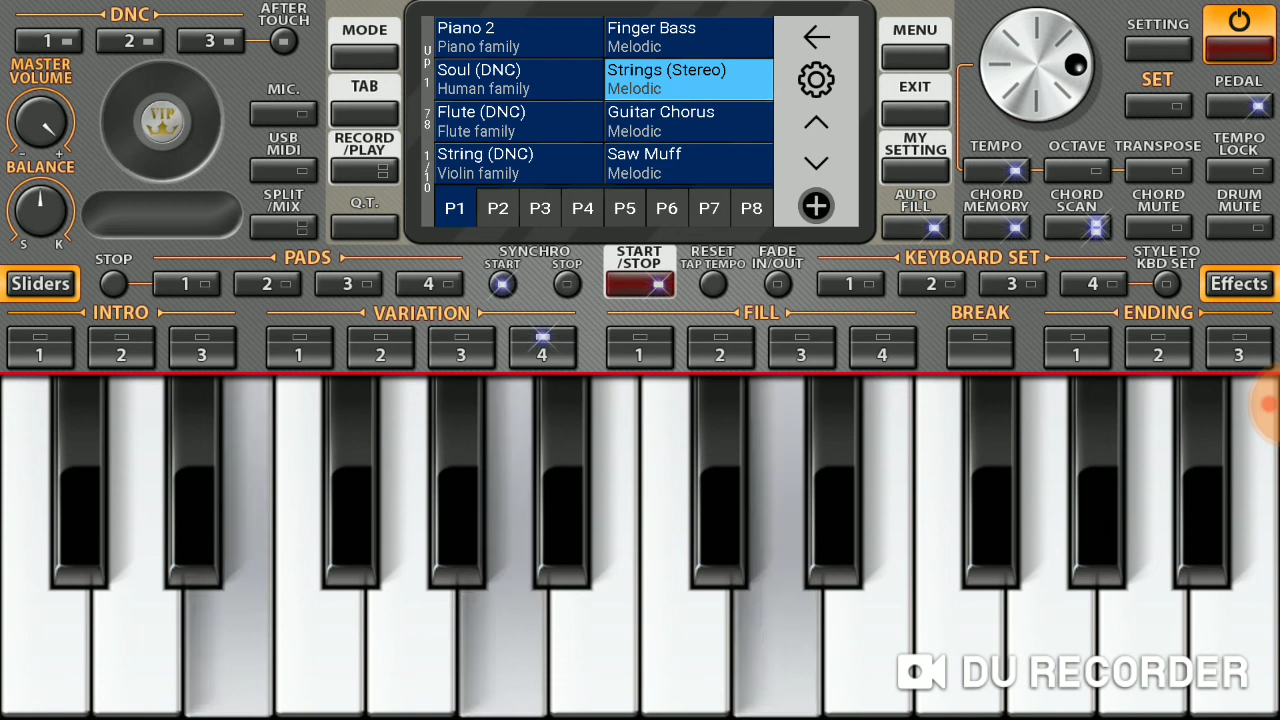 DNC
1
2
3
AFTER
TOUCH
MASTER
VOLUME
- +
VIP
BALANCE
S K
MIC.
USB
MIDI
SPLIT
/MIX
MODE
TAB
RECORD
/PLAY
Q.T.
Up 1
78
1/10
Piano 2
Piano family
Finger Bass
Melodic
Soul (DNC)
Human family
Strings (Stereo)
Melodic
Flute (DNC)
Flute family
Guitar Chorus
Melodic
String (DNC)
Violin family
Saw Muff
Melodic
P1 P2 P3 P4 P5 P6 P7 P8
MENU
EXIT
MY
SETTING
AUTO
FILL
SETTING
SET
PEDAL
TEMPO
OCTAVE
TRANSPOSE
TEMPO
LOCK
CHORD
MEMORY
CHORD
SCAN
CHORD
MUTE
DRUM
MUTE
Sliders
STOP
PADS
1
2
3
4
SYNCHRO
START
STOP
START
/STOP
RESET
TAP TEMPO
FADE
IN/OUT
KEYBOARD SET
1
2
3
4
STYLE TO
KBD SET
Effects
INTRO
1
2
3
VARIATION
1
2
3
4
FILL
1
2
3
4
BREAK
ENDING
1
2
3
DU RECORDER